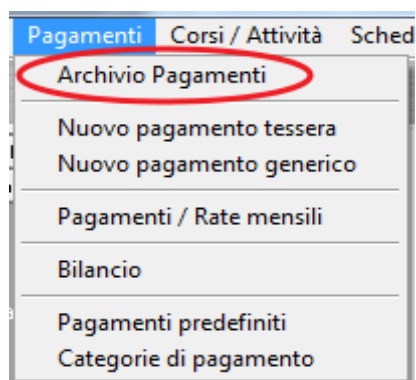 Pagamenti Corsi / Attività Sched
Archivio Pagamenti
Nuovo pagamento tessera
Nuovo pagamento generico
Pagamenti / Rate mensili
Bilancio
Pagamenti predefiniti
Categorie di pagamento